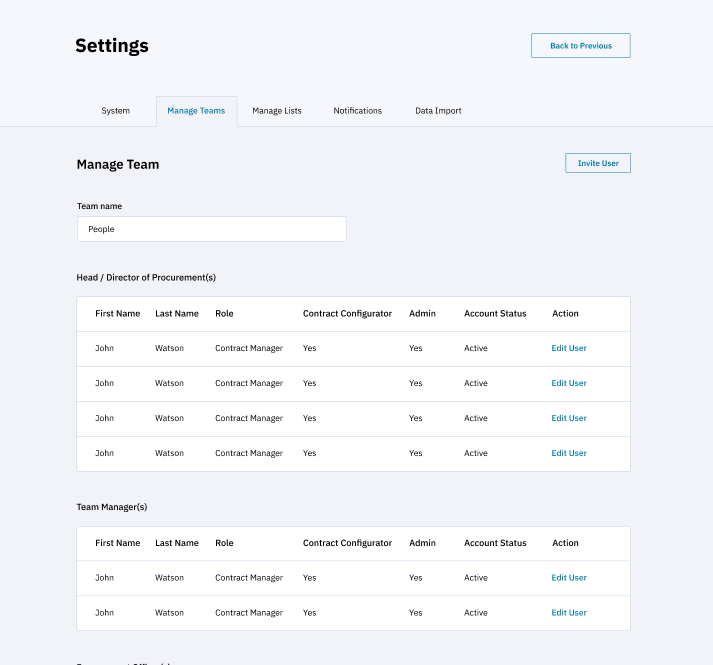 Settings
Back to Previous
System Manage Teams Manage Lists Notifications Data Import
Manage Team
Invite User
Team name
People
Head / Director of Procurement(s)
First Name Last Name Role Contract Configurator Admin Account Status Action
John Watson Contract Manager Yes Yes Active Edit User
John Watson Contract Manager Yes Yes Active Edit User
John Watson Contract Manager Yes Yes Active Edit User
John Watson Contract Manager Yes Yes Active Edit User
Team Manager(s)
First Name Last Name Role Contract Configurator Admin Account Status Action
John Watson Contract Manager Yes Yes Active Edit User
John Watson Contract Manager Yes Yes Active Edit User